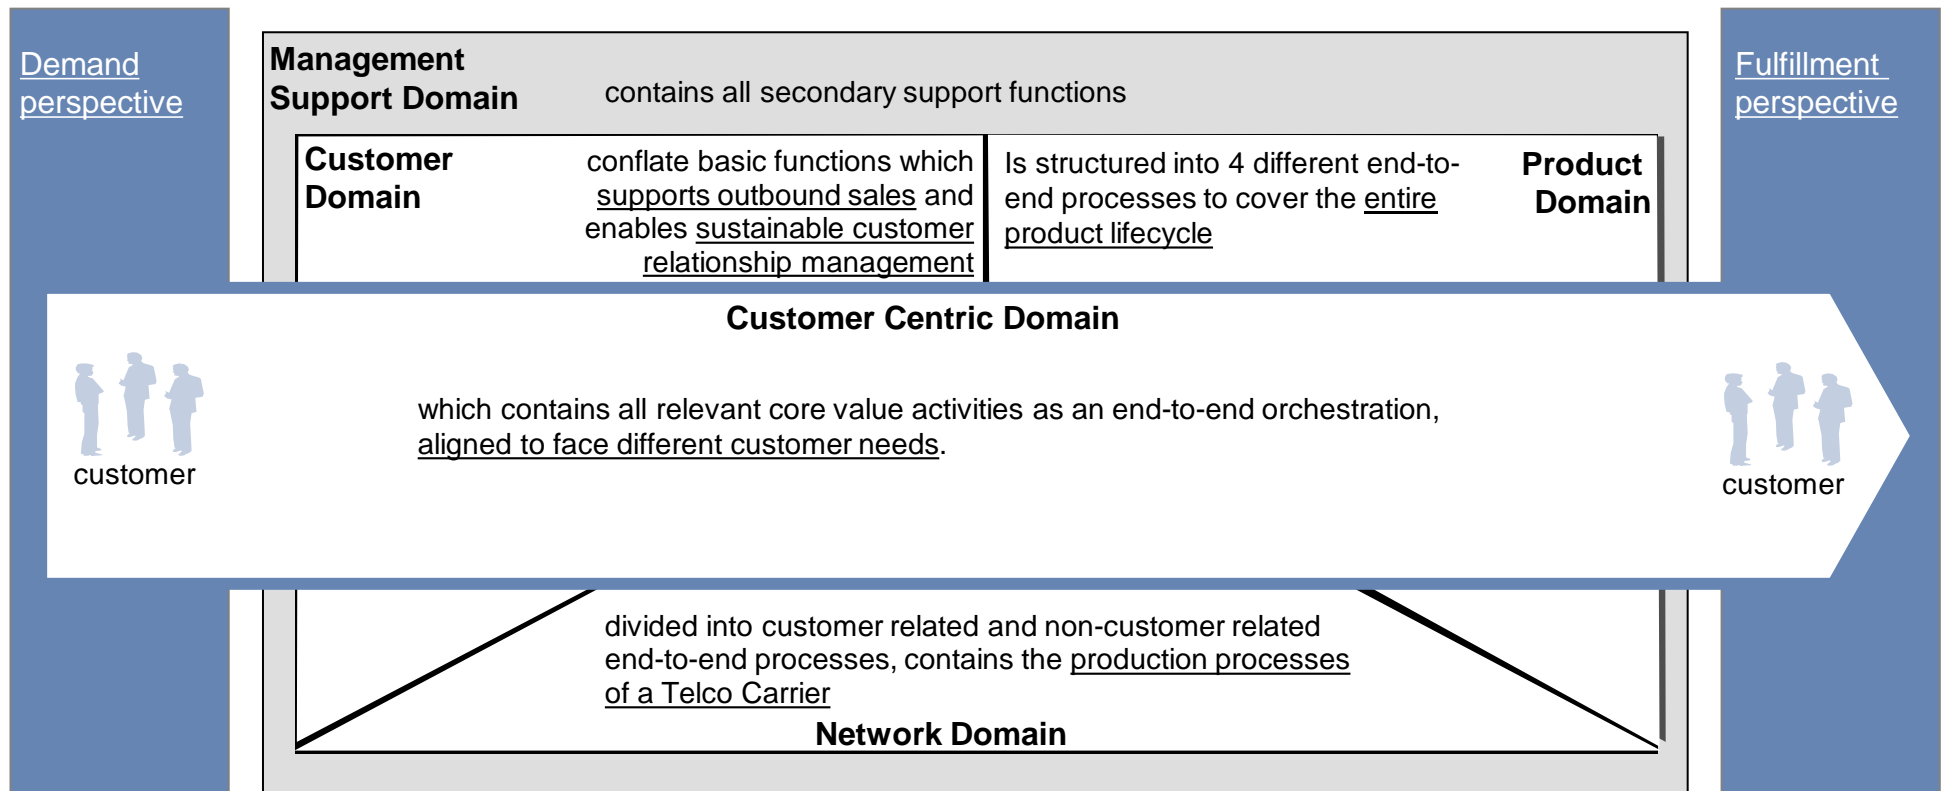 Demand
perspective
Management
Support Domain
contains all secondary support functions
Fulfillment
perspective
Customer
Domain
conflate basic functions which
supports outbound sales and
enables sustainable customer
relationship management
Is structured into 4 different end-to-
end processes to cover the entire
product lifecycle
Product
Domain
Customer Centric Domain
which contains all relevant core value activities as an end-to-end orchestration,
aligned to face different customer needs.
customer
customer
divided into customer related and non-customer related
end-to-end processes, contains the production processes
of a Telco Carrier
Network Domain